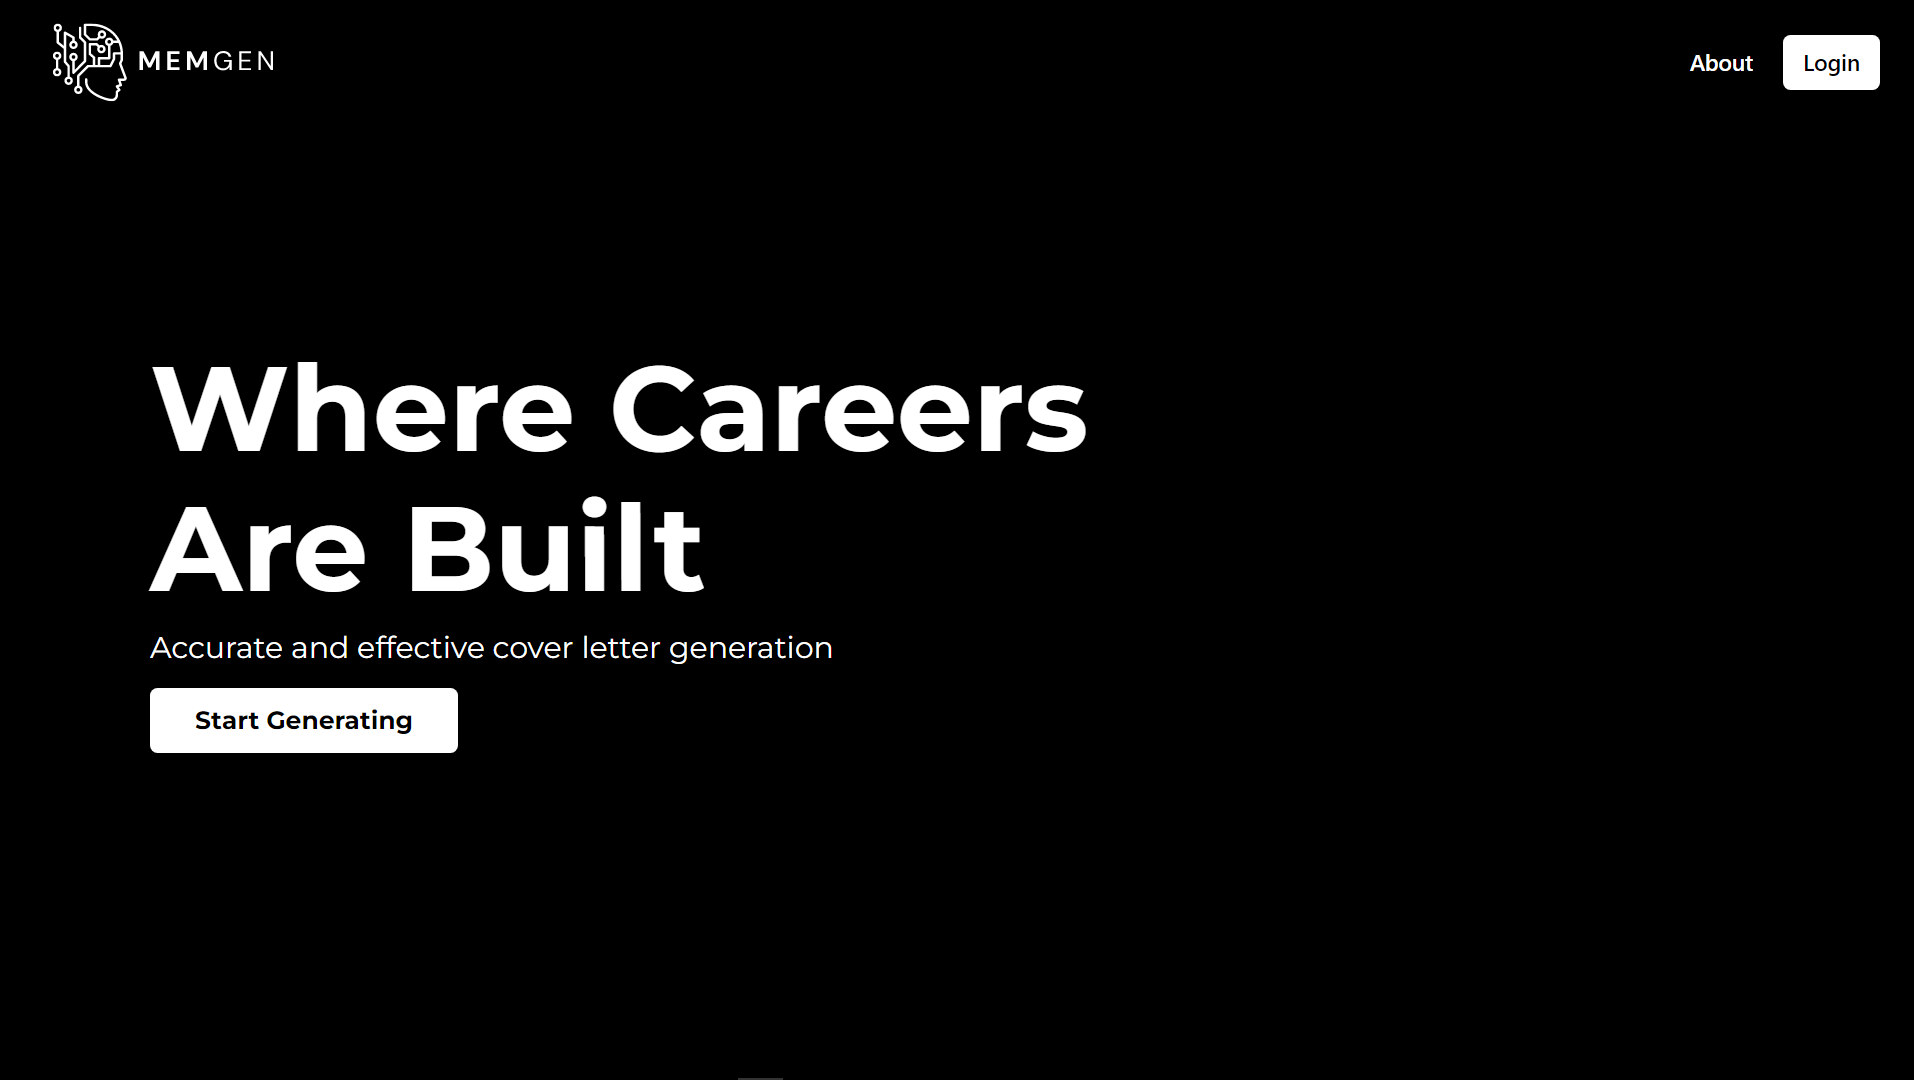 MEMGEN
About
Login
Where Careers
Are Built
Accurate and effective cover letter generation
Start Generating